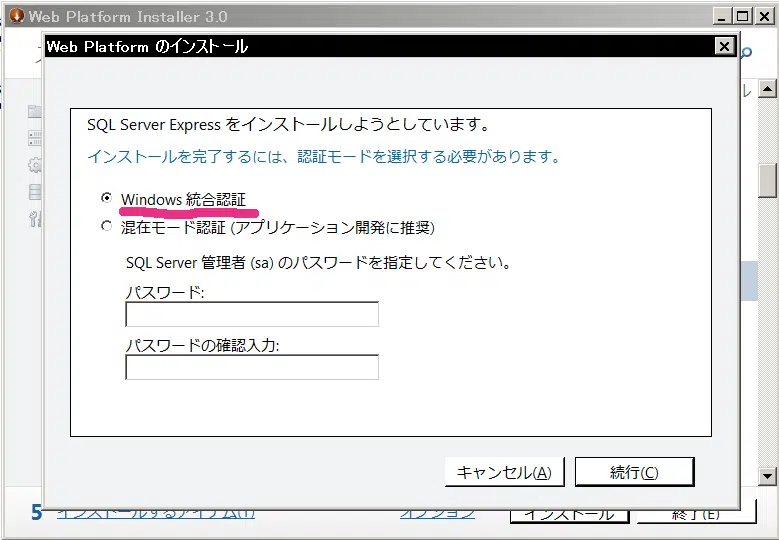 Web Platform Installer 3.0
Web Platform のインストール
SQL Server Express をインストールしようとしています。
インストールを完了するには、認証モードを選択する必要があります。
Windows 統合認証
混在モード認証 (アプリケーション開発に推奨)
SQL Server 管理者 (sa) のパスワードを指定してください。
パスワード:
パスワードの確認入力:
キャンセル(A)
続行(C)
5 インストールするアイテム(T)
オプション
インストール
終了(E)